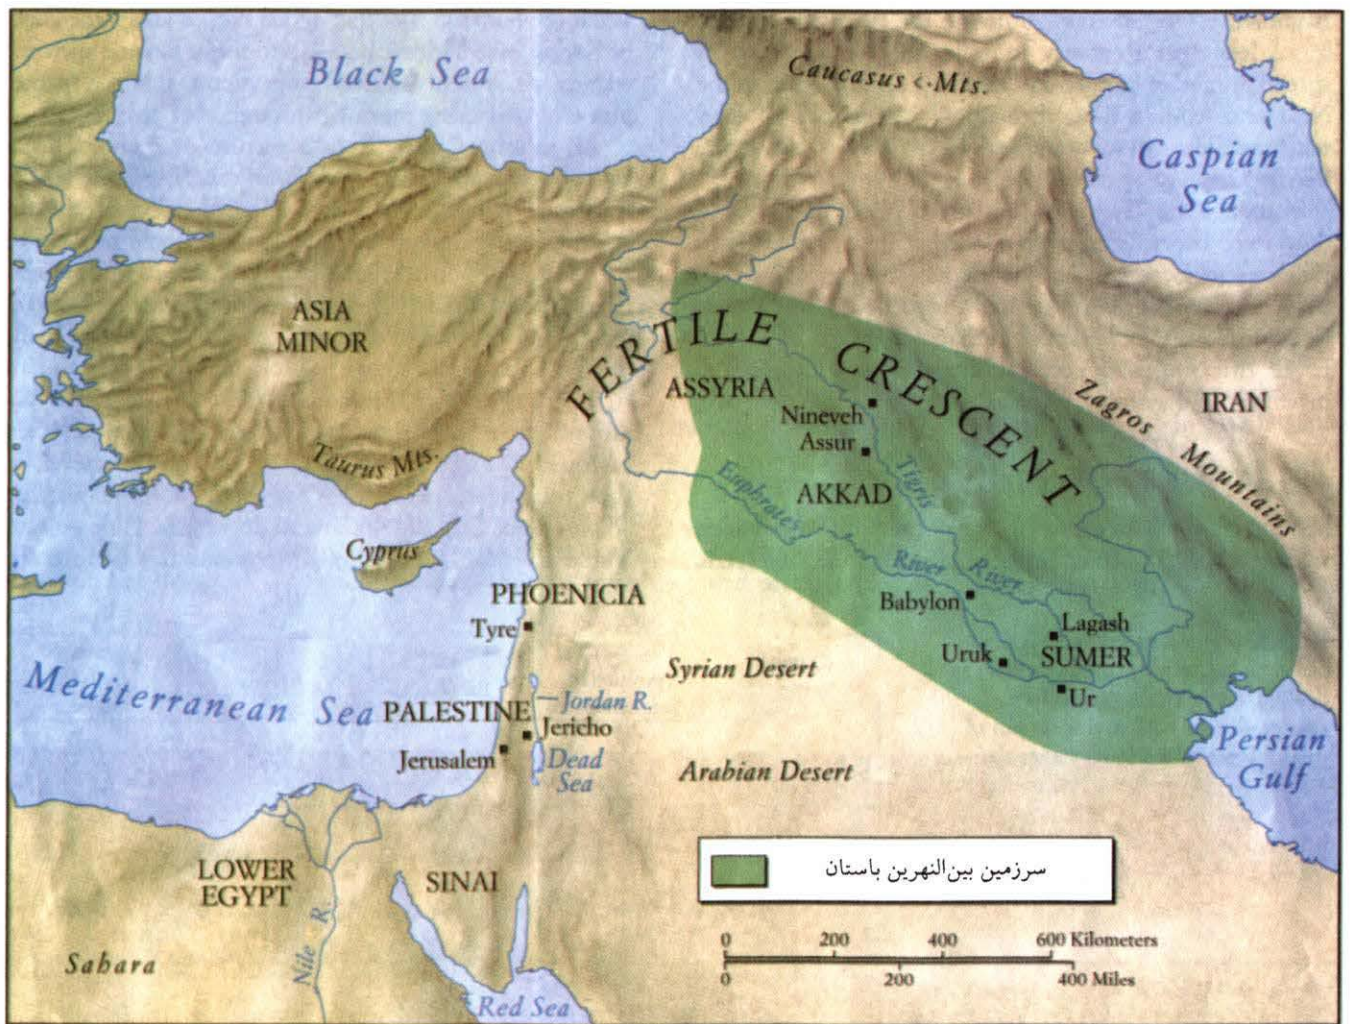 Black Sea
Caucasus Mts.
Caspian
Sea
ASIA
MINOR
FERTILE CRESCENT
ASSYRIA
Nineveh
Assur
Zagros Mountains
IRAN
Taurus Mts.
Tigris River
AKKAD
Euphrates River
Cyprus
PHOENICIA
Tyre
Babylon
Lagash
Uruk
SUMER
Ur
Syrian Desert
Mediterranean Sea
PALESTINE
Jordan R.
Jericho
Jerusalem
Dead
Sea
Arabian Desert
Persian
Gulf
LOWER
EGYPT
SINAI
سرزمین بین‌النهرین باستان
Nile R.
Sahara
Red Sea
0 200 400 600 Kilometers
0 200 400 Miles